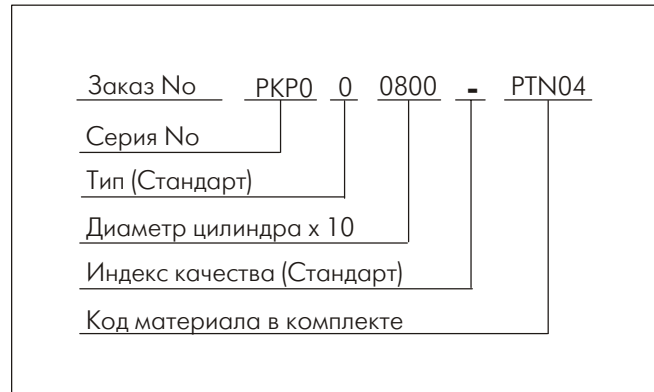 Заказ No PKP0 0 0800 - PTN04
Серия No
Тип (Стандарт)
Диаметр цилиндра x 10
Индекс качества (Стандарт)
Код материала в комплекте